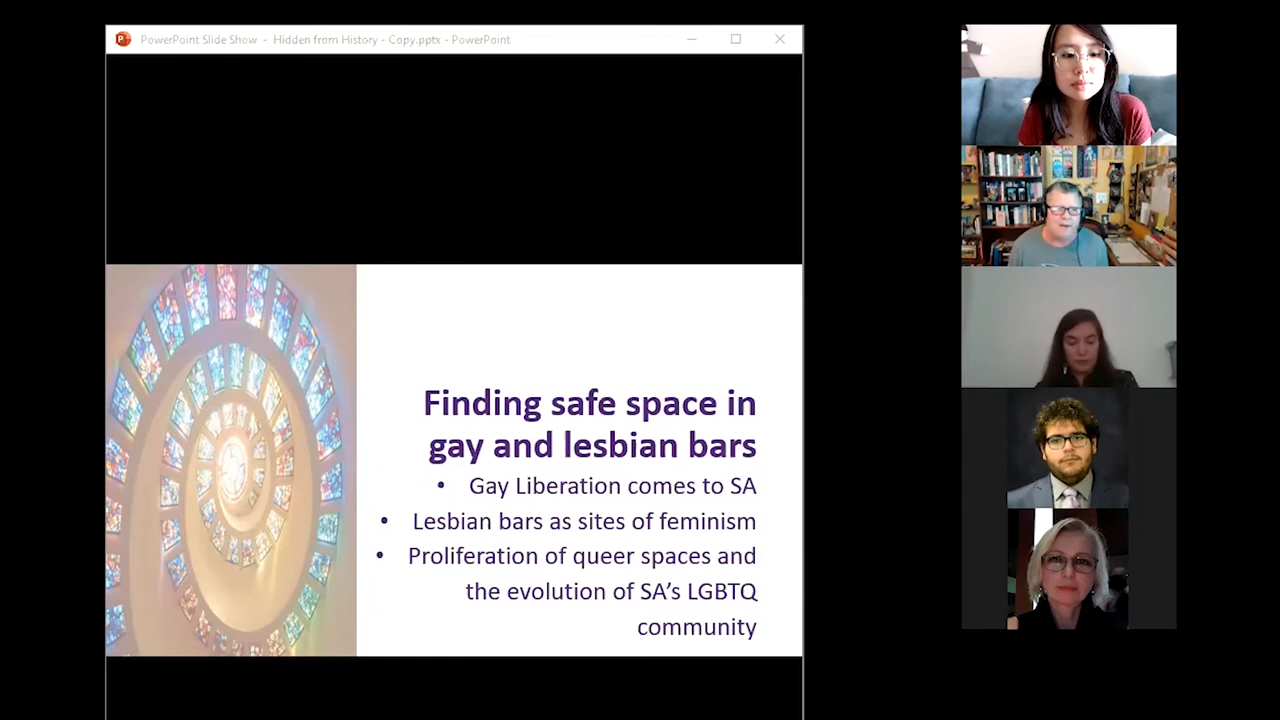 PowerPoint Slide Show - Hidden from History - Copy.pptx - PowerPoint
Finding safe space in
gay and lesbian bars
• Gay Liberation comes to SA
• Lesbian bars as sites of feminism
• Proliferation of queer spaces and
the evolution of SA's LGBTQ
community